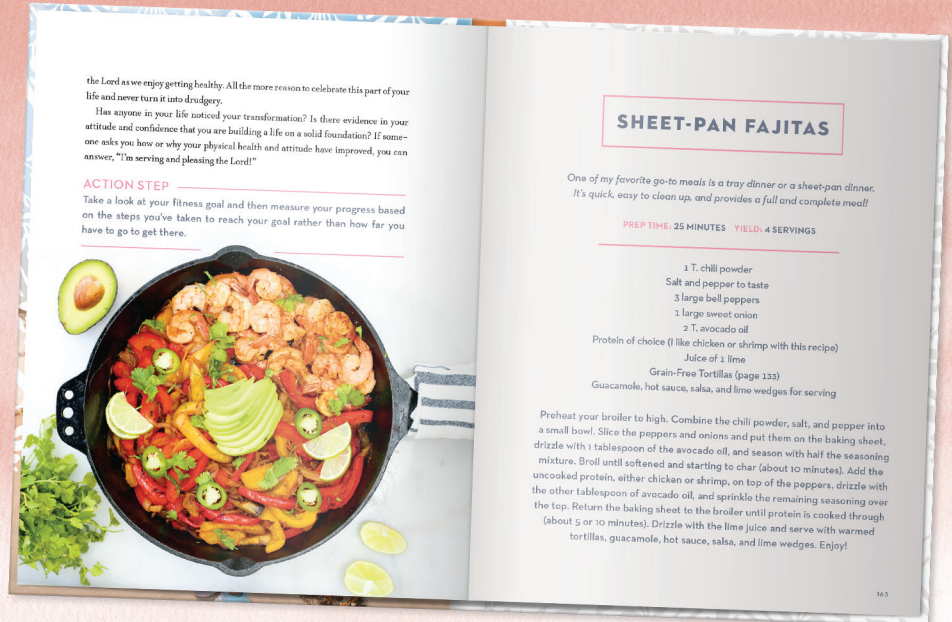 the Lord as we enjoy getting healthy. All the more reason to celebrate this part of your
life and never turn it into drudgery.
Has anyone in your life noticed your transformation? Is there evidence in your
attitude and confidence that you are building a life on a solid foundation? If some-
one asks you how or why your physical health and attitude have improved, you can
answer, “I’m serving and pleasing the Lord!”
ACTION STEP
Take a look at your fitness goal and then measure your progress based
on the steps you’ve taken to reach your goal rather than how far you
have to go to get there.
SHEET-PAN FAJITAS
One of my favorite go-to meals is a tray dinner or a sheet-pan dinner.
It’s quick, easy to clean up, and provides a full and complete meal!
PREP TIME: 25 MINUTES YIELD: 4 SERVINGS
1 T. chili powder
Salt and pepper to taste
3 large bell peppers
1 large sweet onion
2 T. avocado oil
Protein of choice (I like chicken or shrimp with this recipe)
Juice of 1 lime
Grain-Free Tortillas (page 133)
Guacamole, hot sauce, salsa, and lime wedges for serving
Preheat your broiler to high. Combine the chili powder, salt, and pepper into
a small bowl. Slice the peppers and onions and put them on the baking sheet,
drizzle with 1 tablespoon of the avocado oil, and season with half the seasoning
mixture. Broil until softened and starting to char (about 10 minutes). Add the
uncooked protein, either chicken or shrimp, on top of the peppers, drizzle with
the other tablespoon of avocado oil, and sprinkle the remaining seasoning over
the top. Return the baking sheet to the broiler until protein is cooked through
(about 5 or 10 minutes). Drizzle with the lime juice and serve with warmed
tortillas, guacamole, hot sauce, salsa, and lime wedges. Enjoy!
163